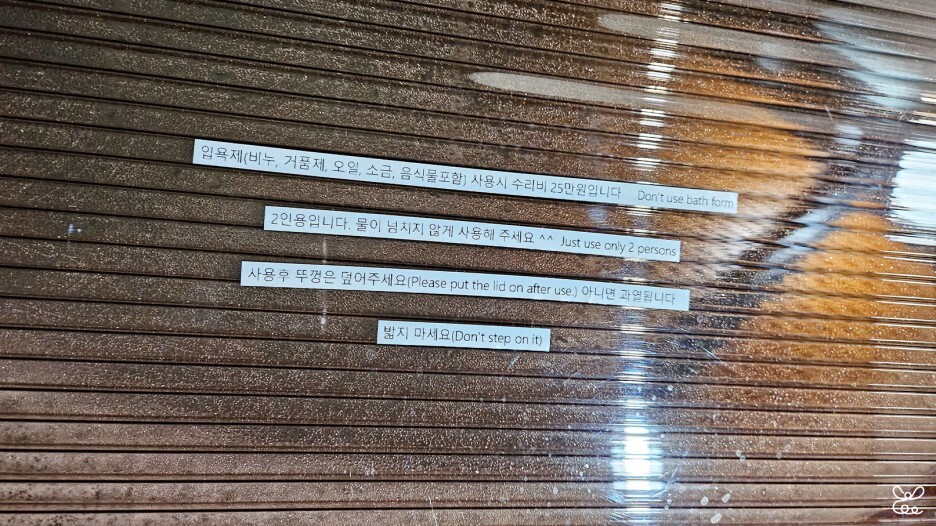 입욕제(비누, 거품제, 오일, 소금, 음식물포함) 사용시 수리비 25만원입니다 Don't use bath form
2인용입니다. 물이 넘치지 않게 사용해 주세요 ^^ Just use only 2 persons
사용후 뚜껑은 덮어주세요(Please put the lid on after use.) 아니면 과열됩니다
밟지 마세요(Don't step on it)